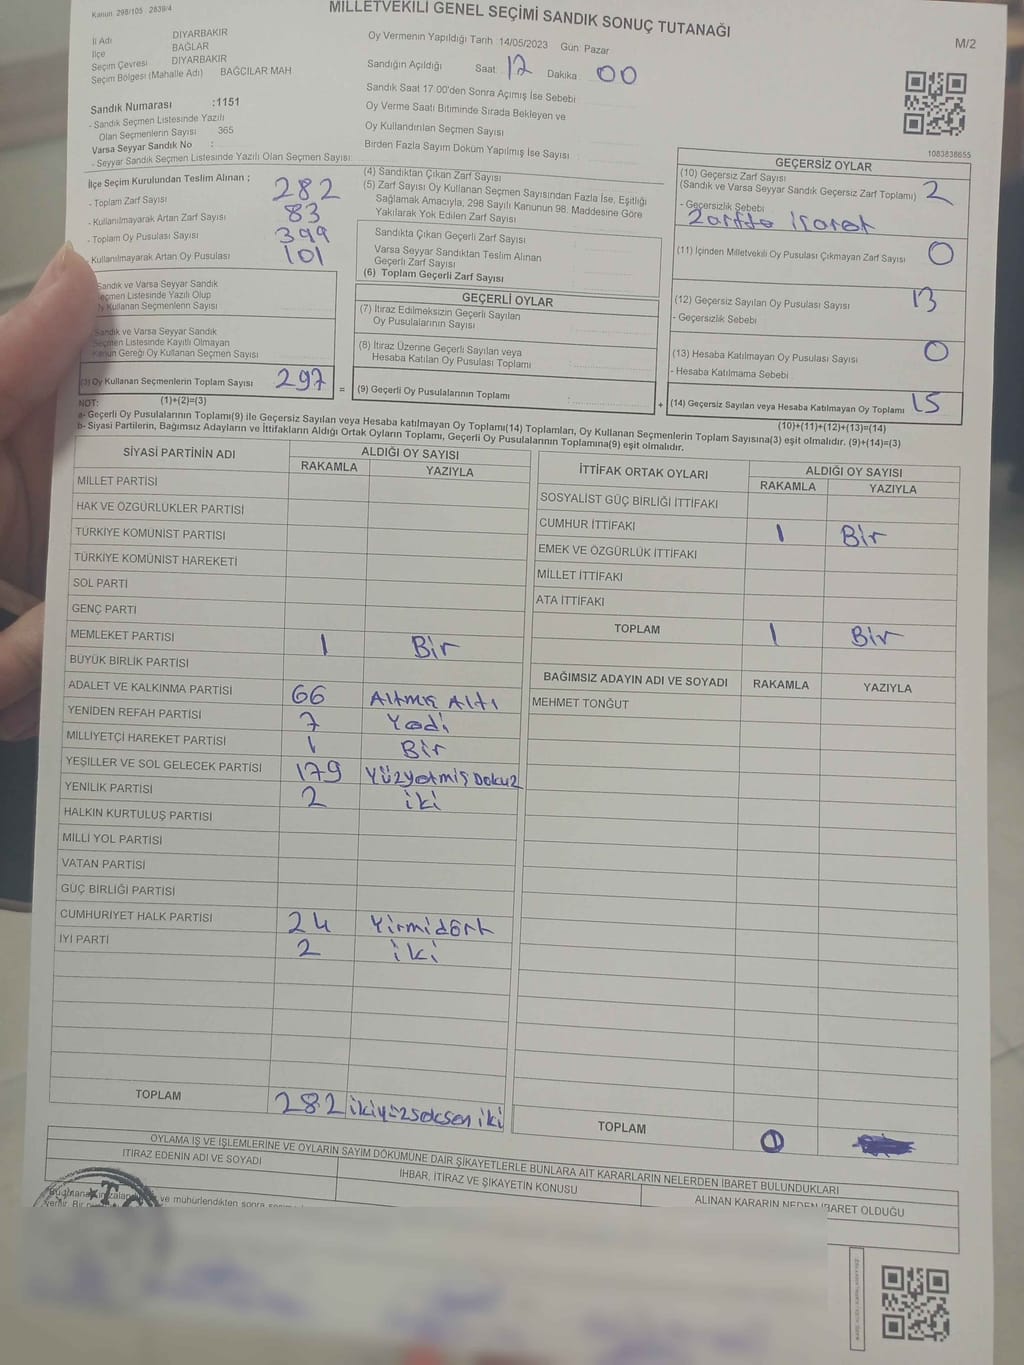 Kanun: 298/105 - 2839/4
MİLLETVEKİLİ GENEL SEÇİMİ SANDIK SONUÇ TUTANAĞI
M/2
İl Adı DİYARBAKIR
İlçe BAĞLAR
Seçim Çevresi DİYARBAKIR
Seçim Bölgesi (Mahalle Adı) BAĞCILAR MAH
Sandık Numarası :1151
- Sandık Seçmen Listesinde Yazılı
Olan Seçmenlerin Sayısı 365
Varsa Seyyar Sandık No :
- Seyyar Sandık Seçmen Listesinde Yazılı Olan Seçmen Sayısı
Oy Vermenin Yapıldığı Tarih 14/05/2023 Gün: Pazar
Sandığın Açıldığı Saat 17 Dakika 00
Sandık Saat 17.00'den Sonra Açımış İse Sebebi
Oy Verme Saati Bitiminde Sırada Bekleyen ve
Oy Kullandırılan Seçmen Sayısı
Birden Fazla Sayım Döküm Yapılmış İse Sayısı :
1083838655
İlçe Seçim Kurulundan Teslim Alınan ;
- Toplam Zarf Sayısı 282
- Kullanılmayarak Artan Zarf Sayısı 83
- Toplam Oy Pusulası Sayısı 399
- Kullanılmayarak Artan Oy Pusulası 101
Sandık ve Varsa Seyyar Sandık
Seçmen Listesinde Yazılı Olup
Oy Kullanan Seçmenlerin Sayısı
Sandık ve Varsa Seyyar Sandık
Seçmen Listesinde Kayıtlı Olmayan
Kanun Gereği Oy Kullanan Seçmen Sayısı
(3) Oy Kullanan Seçmenlerin Toplam Sayısı 297
(1)+(2)=(3)
(4) Sandıktan Çıkan Zarf Sayısı
(5) Zarf Sayısı Oy Kullanan Seçmen Sayısından Fazla İse, Eşitliği
Sağlamak Amacıyla, 298 Sayılı Kanunun 98. Maddesine Göre
Yakılarak Yok Edilen Zarf Sayısı
Sandıkta Çıkan Geçerli Zarf Sayısı
Varsa Seyyar Sandıktan Teslim Alınan
Geçerli Zarf Sayısı
(6) Toplam Geçerli Zarf Sayısı
GEÇERLİ OYLAR
(7) İtiraz Edilmeksizin Geçerli Sayılan
Oy Pusulalarının Sayısı :
(8) İtiraz Üzerine Geçerli Sayılan veya
Hesaba Katılan Oy Pusulaları Toplamı :
= (9) Geçerli Oy Pusulalarının Toplamı :
GEÇERSİZ OYLAR
(10) Geçersiz Zarf Sayısı
(Sandık ve Varsa Seyyar Sandık Geçersiz Zarf Toplamı) 2
- Geçersizlik Sebebi
Zarfta işaret
(11) İçinden Milletvekili Oy Pusulası Çıkmayan Zarf Sayısı 0
(12) Geçersiz Sayılan Oy Pusulası Sayısı 13
- Geçersizlik Sebebi
(13) Hesaba Katılmayan Oy Pusulası Sayısı 0
- Hesaba Katılmama Sebebi
+ (14) Geçersiz Sayılan veya Hesaba Katılmayan Oy Toplamı 15
(10)+(11)+(12)+(13)=(14)
NOT:
a- Geçerli Oy Pusulalarının Toplamı(9) ile Geçersiz Sayılan veya Hesaba katılmayan Oy Toplamı(14) Toplamları, Oy Kullanan Seçmenlerin Toplam Sayısına(3) eşit olmalıdır. (9)+(14)=(3)
b- Siyasi Partilerin, Bağımsız Adayların ve İttifakların Aldığı Ortak Oyların Toplamı, Geçerli Oy Pusulalarının Toplamına(9) eşit olmalıdır.
SİYASİ PARTİNİN ADI ALDIĞI OY SAYISI
RAKAMLA YAZIYLA
MİLLET PARTİSİ
HAK VE ÖZGÜRLÜKLER PARTİSİ
TÜRKİYE KOMÜNİST PARTİSİ
TÜRKİYE KOMÜNİST HAREKETİ
SOL PARTİ
GENÇ PARTİ
MEMLEKET PARTİSİ 1 Bir
BÜYÜK BİRLİK PARTİSİ
ADALET VE KALKINMA PARTİSİ 66 Altmış Altı
YENİDEN REFAH PARTİSİ 7 Yedi
MİLLİYETÇİ HAREKET PARTİSİ 1 Bir
YEŞİLLER VE SOL GELECEK PARTİSİ 179 Yüzyetmiş Dokuz
YENİLİK PARTİSİ 2 iki
HALKIN KURTULUŞ PARTİSİ
MİLLİ YOL PARTİSİ
VATAN PARTİSİ
GÜÇ BİRLİĞİ PARTİSİ
CUMHURİYET HALK PARTİSİ 24 Yirmidört
İYİ PARTİ 2 iki
TOPLAM 282 ikiyüzseksen iki
İTTİFAK ORTAK OYLARI ALDIĞI OY SAYISI
RAKAMLA YAZIYLA
SOSYALİST GÜÇ BİRLİĞİ İTTİFAKI
CUMHUR İTTİFAKI 1 Bir
EMEK VE ÖZGÜRLÜK İTTİFAKI
MİLLET İTTİFAKI
ATA İTTİFAKI
TOPLAM 1 Bir
BAĞIMSIZ ADAYIN ADI VE SOYADI RAKAMLA YAZIYLA
MEHMET TONĞUT
TOPLAM 0
OYLAMA İŞ VE İŞLEMLERİNE VE OYLARIN SAYIM DÖKÜMÜNE DAİR ŞİKAYETLERLE BUNLARA AİT KARARLARIN NELERDEN İBARET BULUNDUKLARI
İTİRAZ EDENİN ADI VE SOYADI İHBAR, İTİRAZ VE ŞİKAYETİN KONUSU ALINAN KARARIN NEDEN İBARET OLDUĞU
ve mühürlendikten sonra